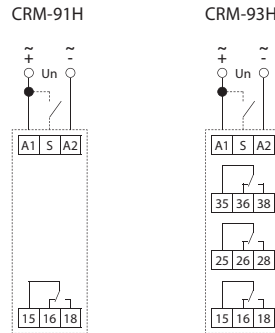 CRM-91H CRM-93H
~ ~ ~ ~
+ - + -
Un Un
A1 S A2 A1 S A2
35 36 38
25 26 28
15 16 18 15 16 18